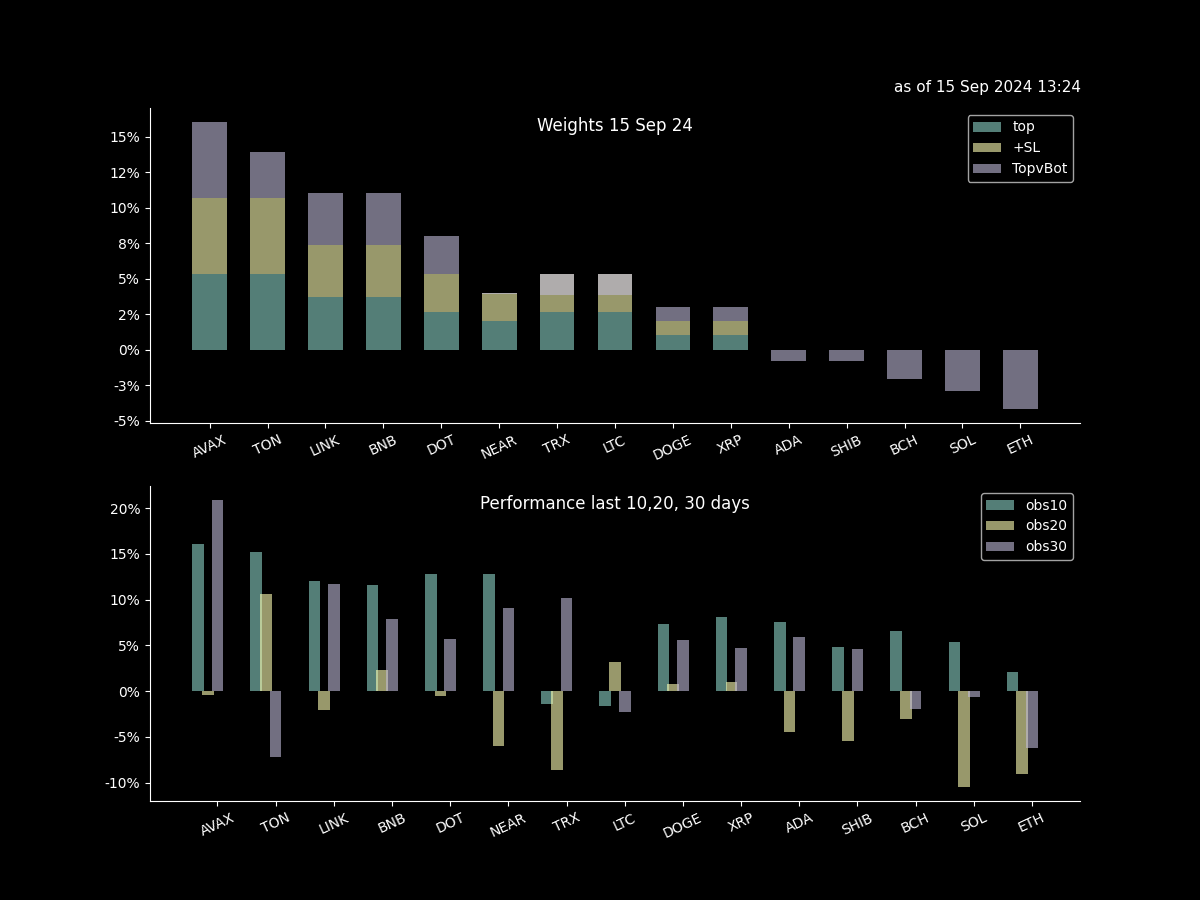 as of 15 Sep 2024 13:24
Weights 15 Sep 24
top
+SL
TopvBot
15%
12%
10%
8%
5%
2%
0%
-3%
-5%
AVAX TON LINK BNB DOT NEAR TRX LTC DOGE XRP ADA SHIB BCH SOL ETH
Performance last 10,20, 30 days
obs10
obs20
obs30
20%
15%
10%
5%
0%
-5%
-10%
AVAX TON LINK BNB DOT NEAR TRX LTC DOGE XRP ADA SHIB BCH SOL ETH